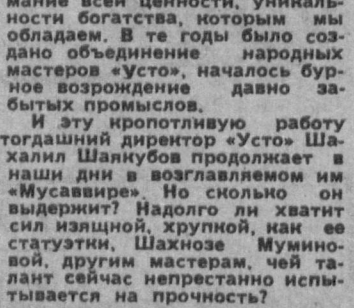 мание всей ценности, уникаль-
ности богатства, которым мы
обладаем. В те годы было соз-
дано объединение народных
мастеров «Усто», началось бур-
ное возрождение давно за-
бытых промыслов.
И эту кропотливую работу
тогдашний директор «Усто» Ша-
халил Шаякубов продолжает в
наши дни в возглавляемом им
«Мусаввире». Но сколько он
выдержит? Надолго ли хватит
сил изящной, хрупкой, как ее
статуэтки, Шахнозе Мумино-
вой, другим мастерам, чей та-
лант сейчас непрестанно испы-
тывается на прочность?